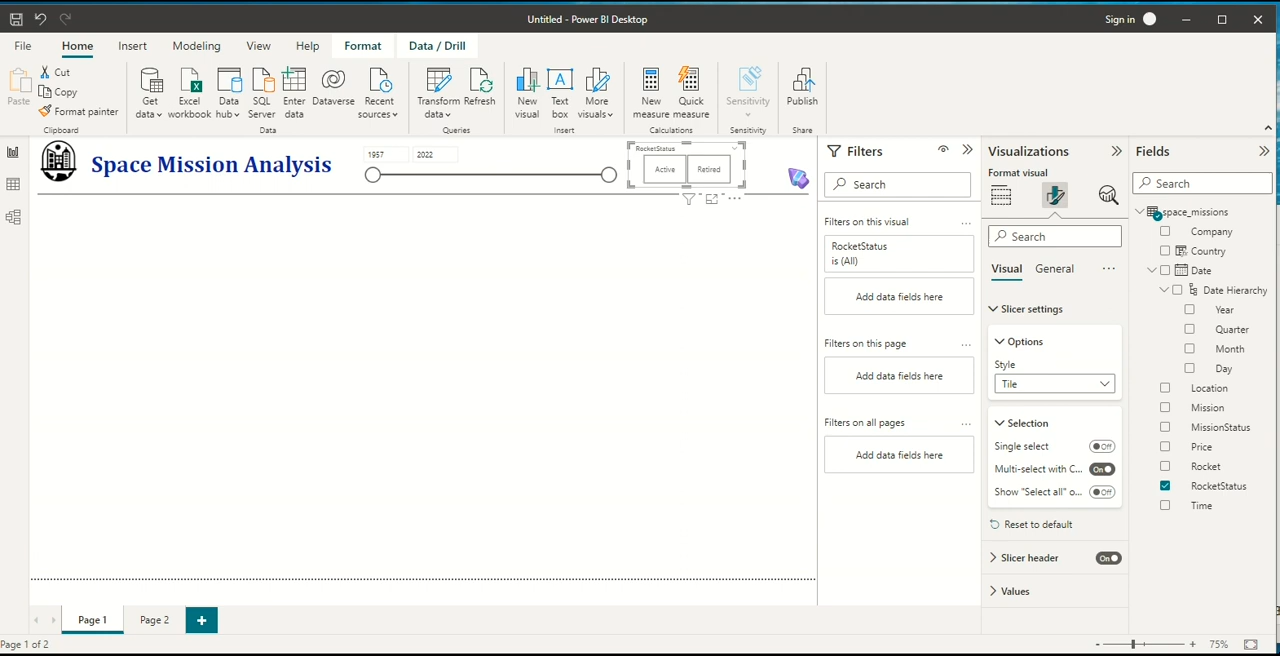 Untitled - Power BI Desktop
Sign in
File Home Insert Modeling View Help Format Data / Drill
Paste
Cut
Copy
Format painter
Clipboard
Get data
Excel workbook
Data hub
SQL Server
Enter data
Dataverse
Recent sources
Data
Transform data
Refresh
Queries
New visual
Text box
More visuals
Insert
New measure
Quick measure
Calculations
Sensitivity
Sensitivity
Publish
Share
Space Mission Analysis
1957 2022
RocketStatus
Active Retired
Filters
Search
Filters on this visual ...
RocketStatus
is (All)
Add data fields here
Filters on this page ...
Add data fields here
Filters on all pages ...
Add data fields here
Visualizations
Format visual
Search
Visual General ...
Slicer settings
Options
Style
Tile
Selection
Single select Off
Multi-select with C... On
Show "Select all" o... Off
Reset to default
Slicer header On
Values
Fields
Search
space_missions
Company
Country
Date
Date Hierarchy
Year
Quarter
Month
Day
Location
Mission
MissionStatus
Price
Rocket
RocketStatus
Time
Page 1 Page 2 +
Page 1 of 2
- + 75%